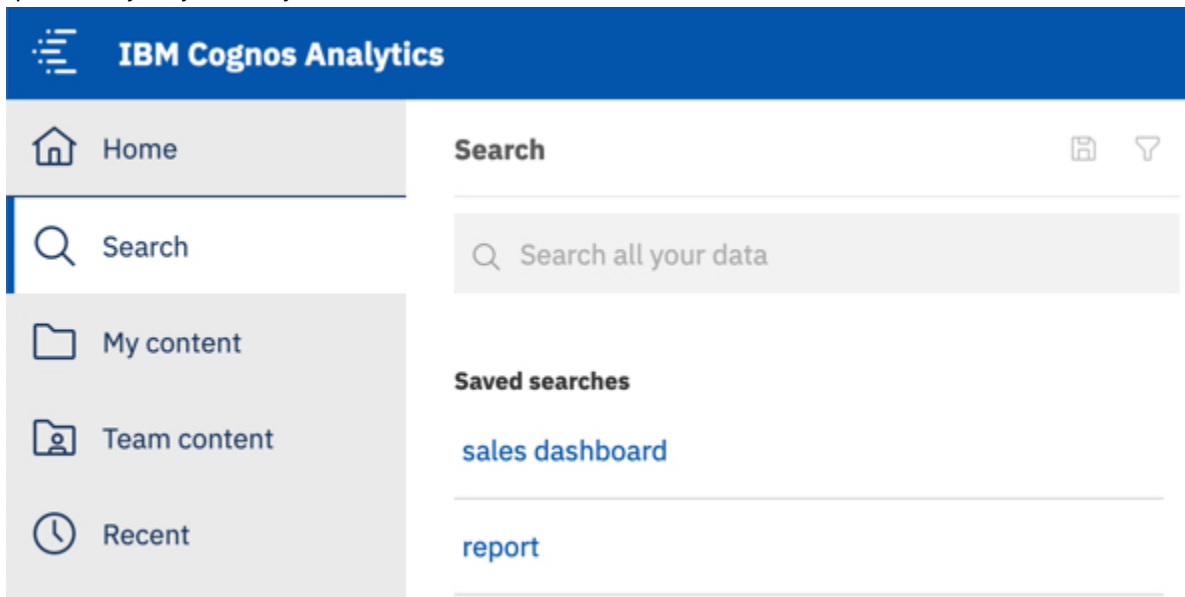 IBM Cognos Analytics
Home
Search
My content
Team content
Recent
Search
Search all your data
Saved searches
sales dashboard
report